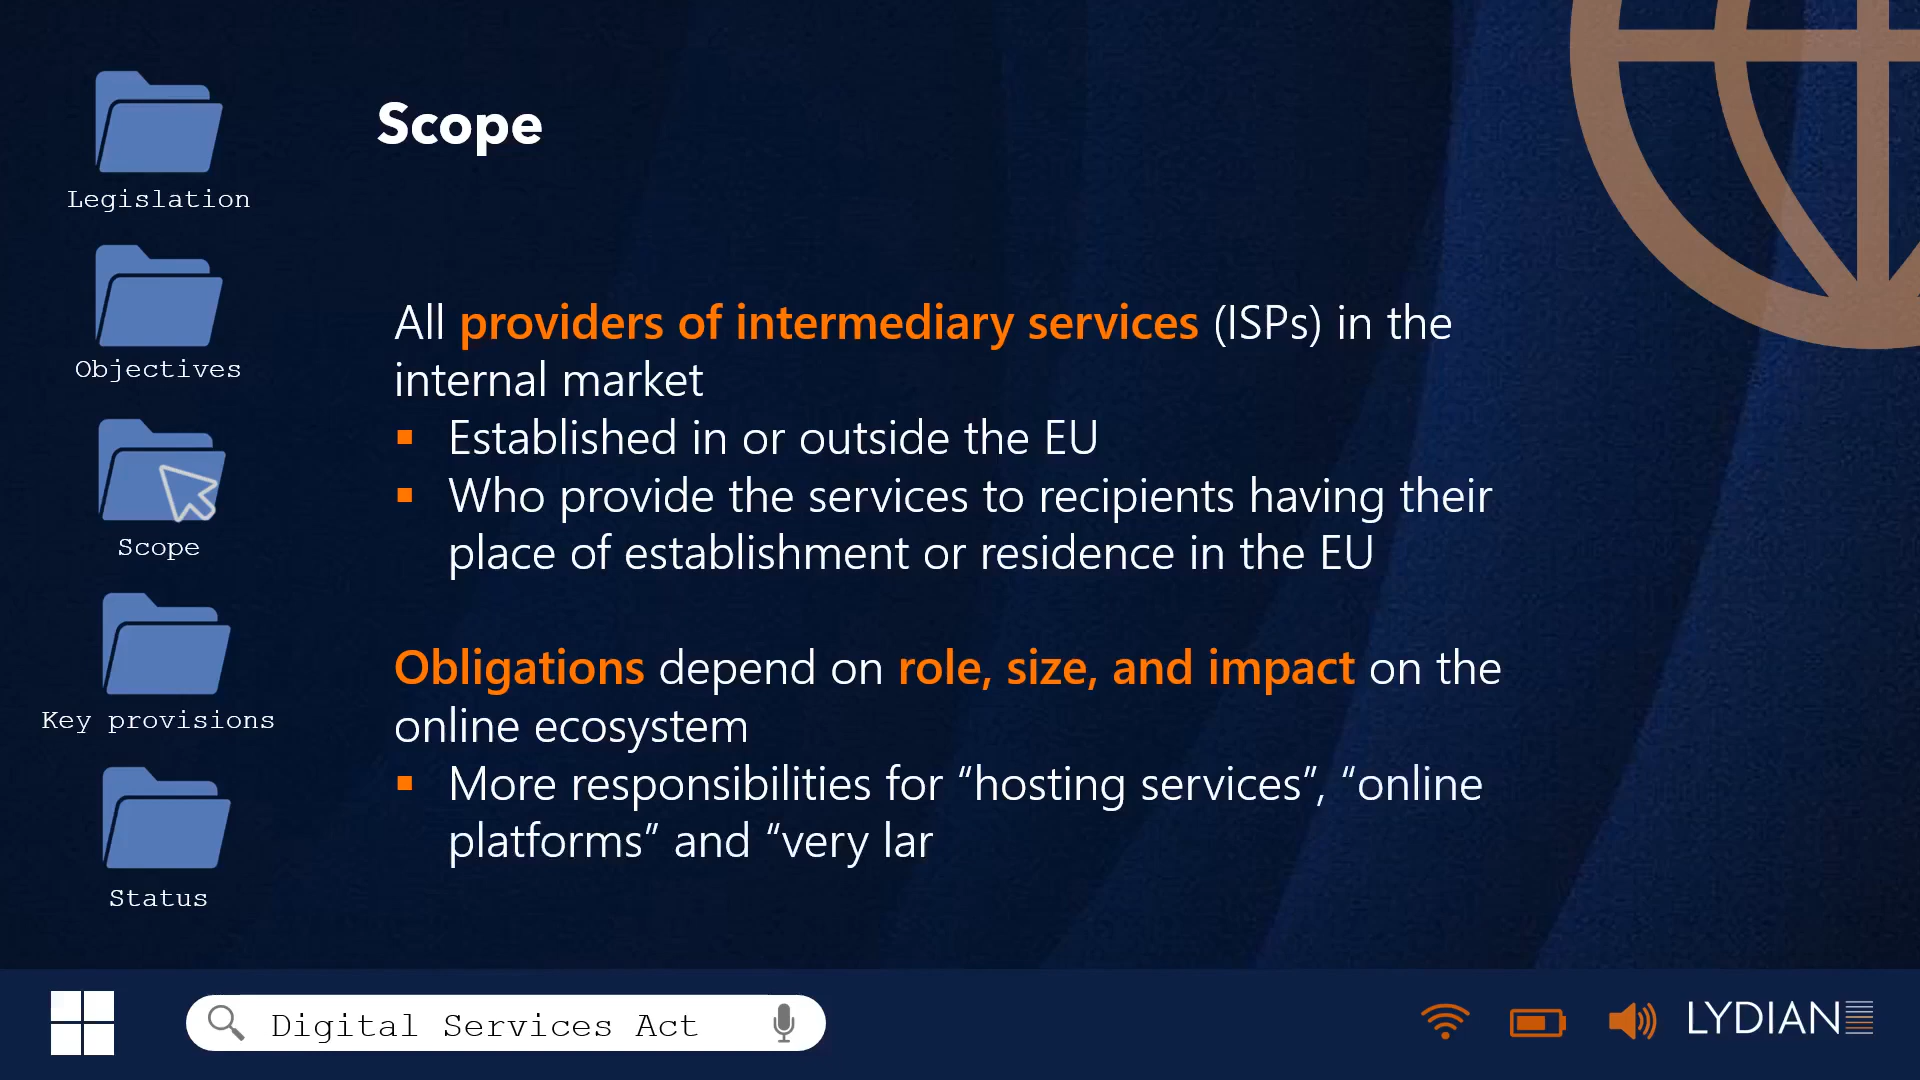 Legislation
Objectives
Scope
Key provisions
Status
Scope
All providers of intermediary services (ISPs) in the
internal market
▪ Established in or outside the EU
▪ Who provide the services to recipients having their
place of establishment or residence in the EU
Obligations depend on role, size, and impact on the
online ecosystem
▪ More responsibilities for “hosting services”, “online
platforms” and “very lar
Digital Services Act
LYDIAN